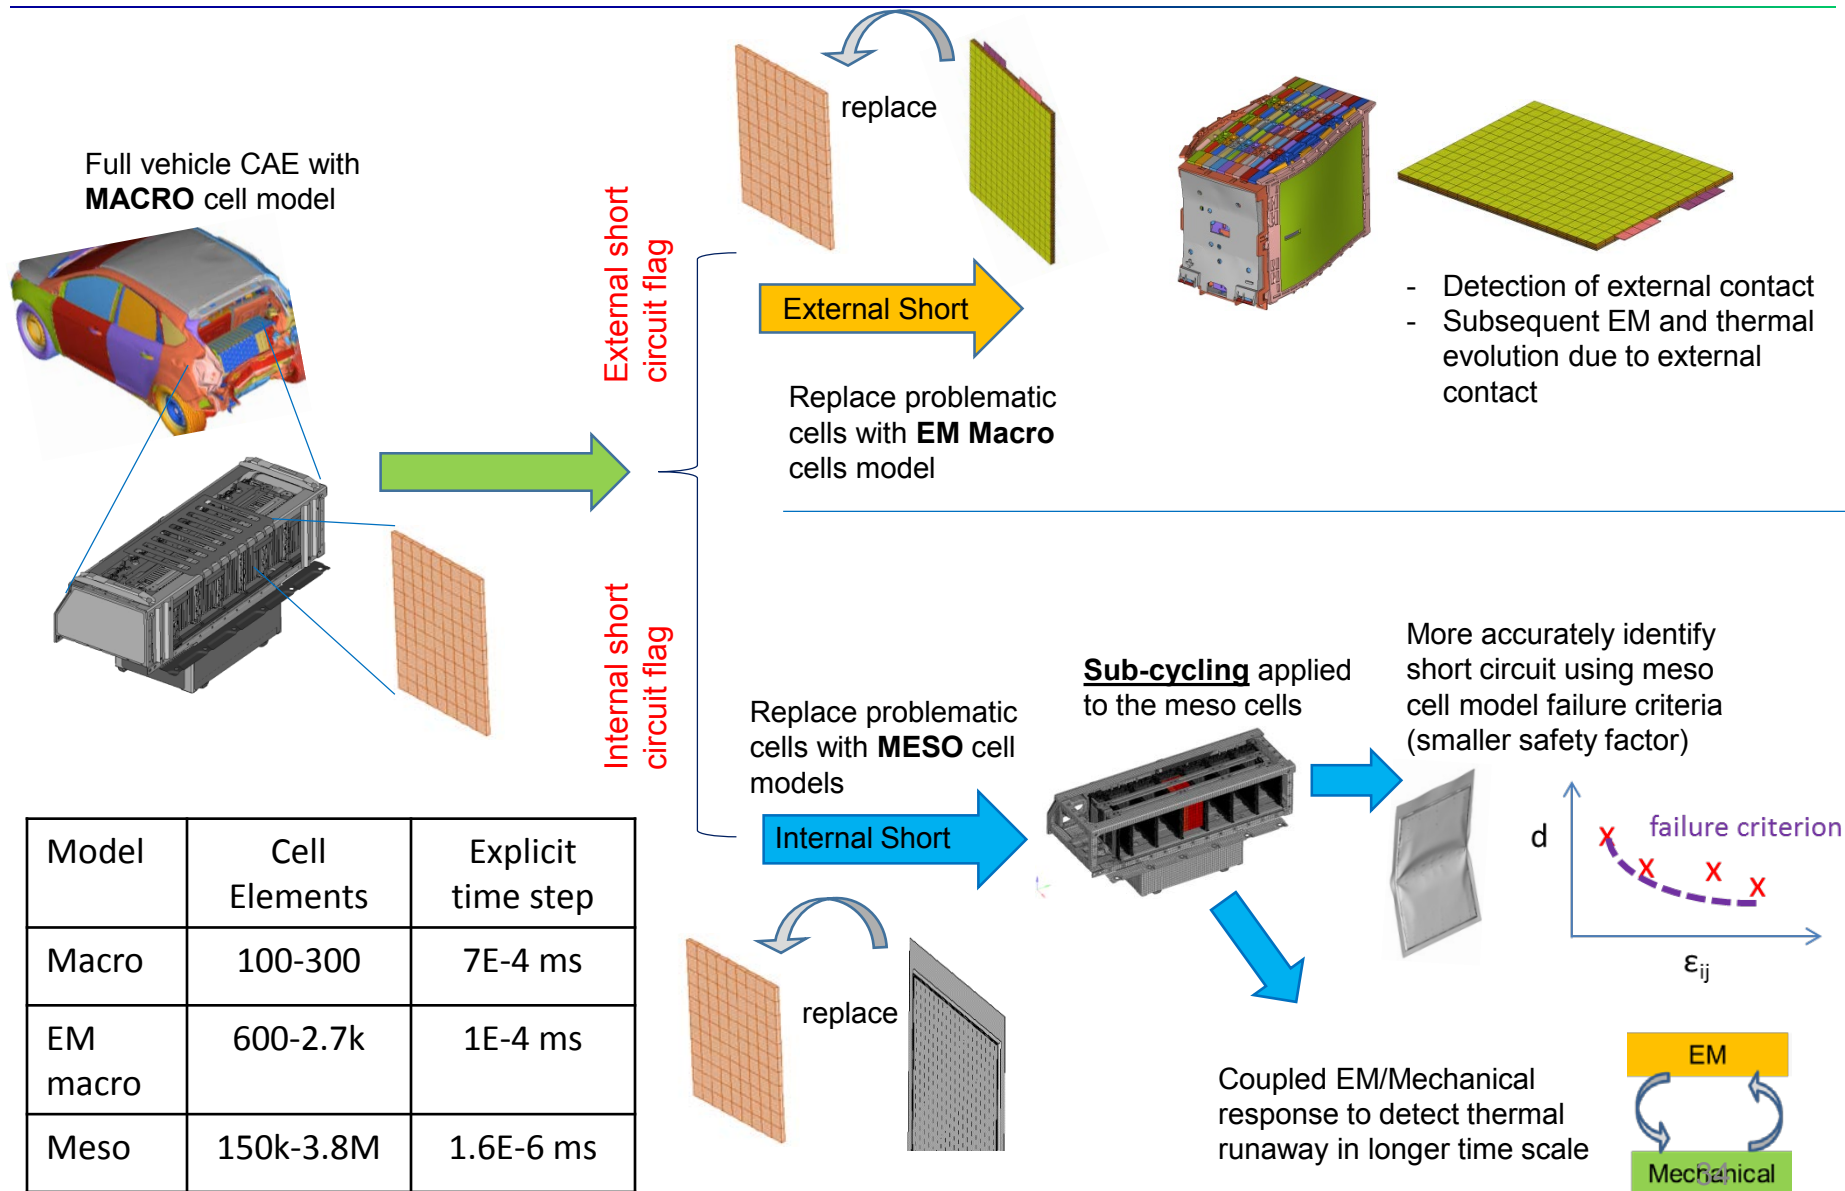 Full vehicle CAE with
MACRO cell model
External short
circuit flag
Internal short
circuit flag
replace
External Short
Replace problematic
cells with EM Macro
cells model
- Detection of external contact
- Subsequent EM and thermal
evolution due to external
contact
Replace problematic
cells with MESO cell
models
Internal Short
replace
Sub-cycling applied
to the meso cells
More accurately identify
short circuit using meso
cell model failure criteria
(smaller safety factor)
d
failure criterion
x x x x
εij
Coupled EM/Mechanical
response to detect thermal
runaway in longer time scale
EM
Mechanical
34
Model Cell Elements Explicit time step
Macro 100-300 7E-4 ms
EM macro 600-2.7k 1E-4 ms
Meso 150k-3.8M 1.6E-6 ms